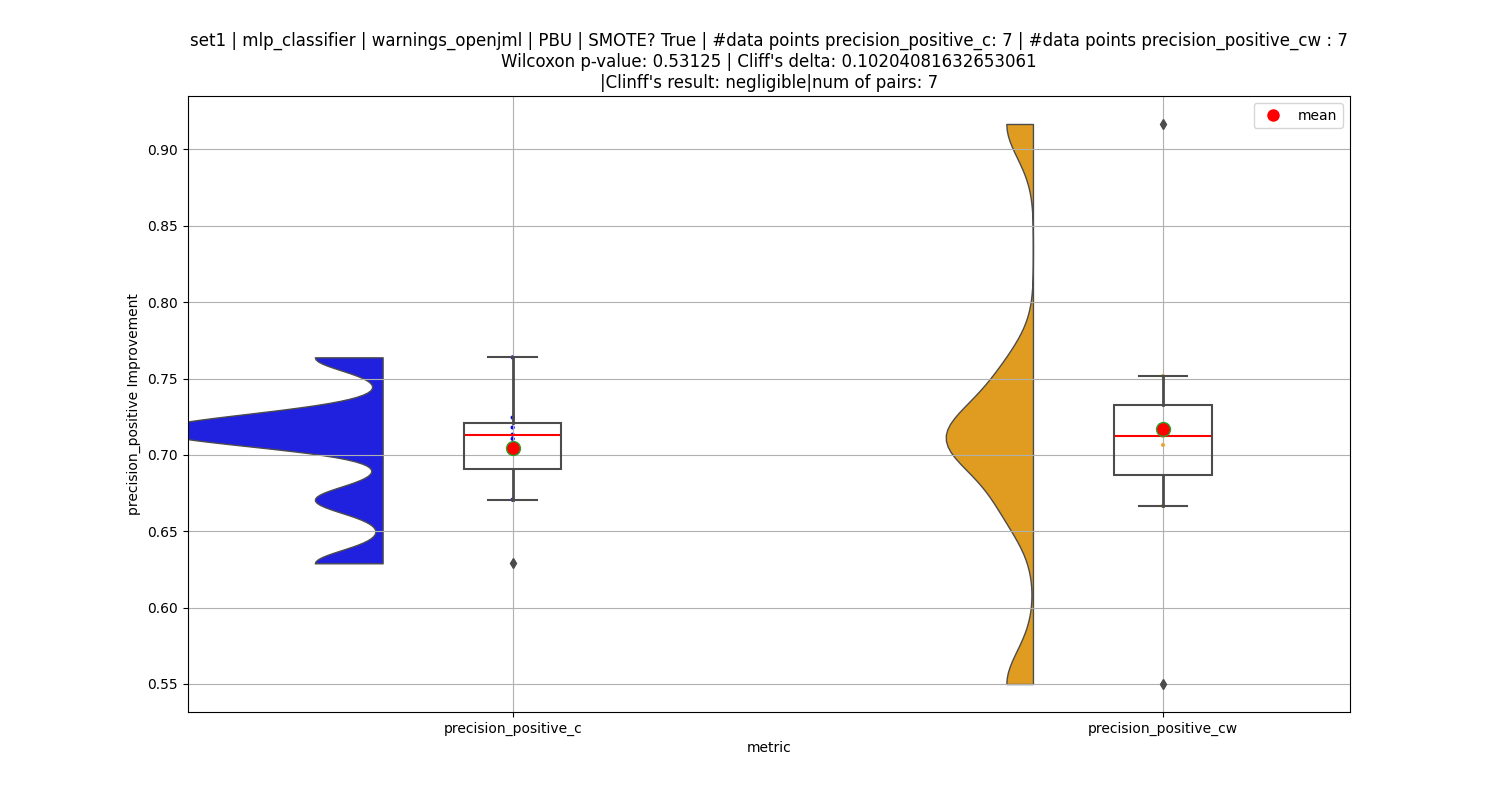 set1 | mlp_classifier | warnings_openjml | PBU | SMOTE? True | #data points precision_positive_c: 7 | #data points precision_positive_cw : 7
Wilcoxon p-value: 0.53125 | Cliff's delta: 0.10204081632653061
|Clinff's result: negligible|num of pairs: 7
mean
0.90
0.85
0.80
0.75
0.70
0.65
0.60
0.55
precision_positive Improvement
precision_positive_c
precision_positive_cw
metric